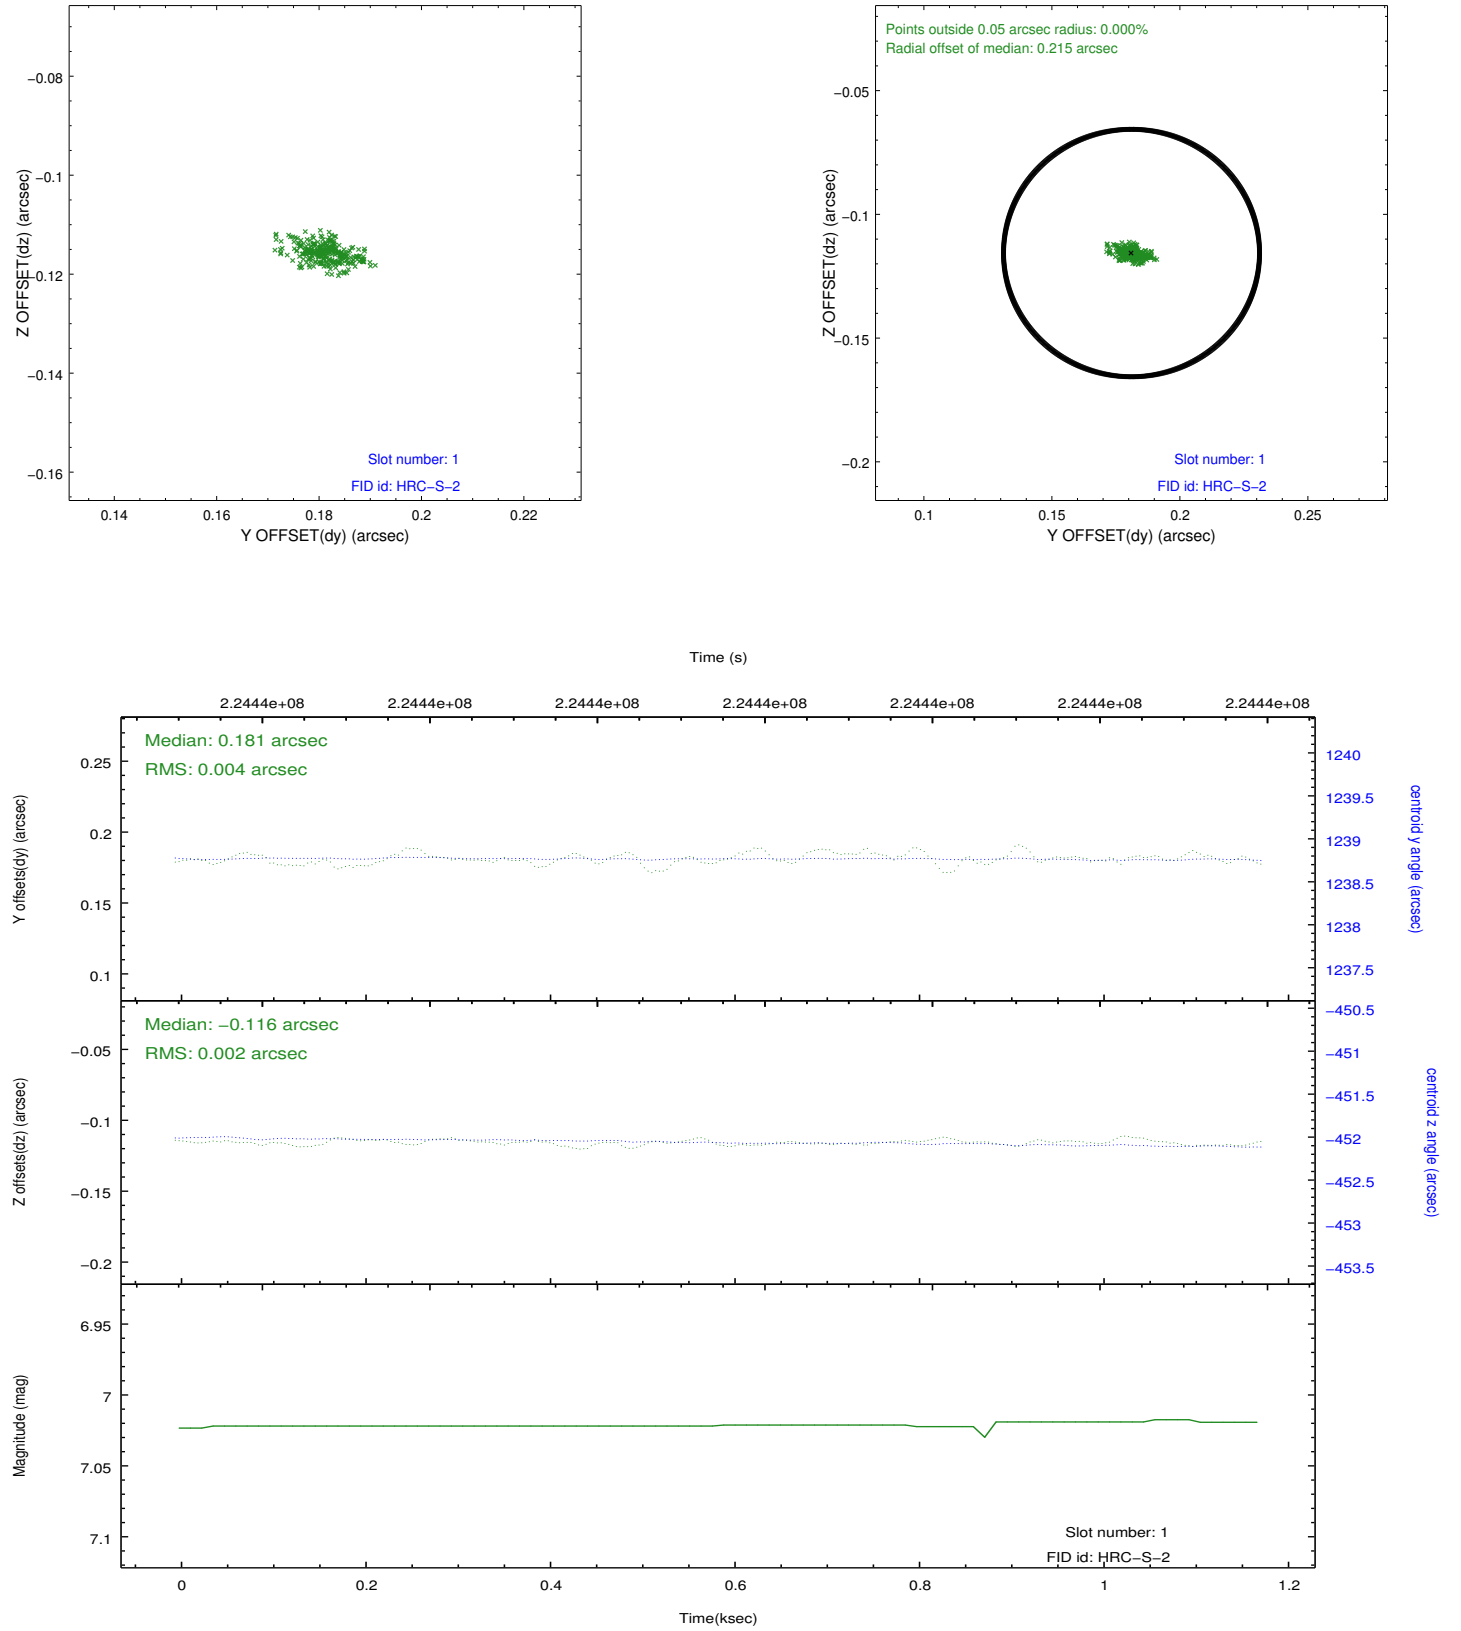 −0.08
−0.1
−0.12
−0.14
−0.16
Z OFFSET(dz) (arcsec)
Slot number: 1
FID id: HRC−S−2
0.14 0.16 0.18 0.2 0.22
Y OFFSET(dy) (arcsec)
Points outside 0.05 arcsec radius: 0.000%
Radial offset of median: 0.215 arcsec
−0.05
−0.1
−0.15
−0.2
Z OFFSET(dz) (arcsec)
Slot number: 1
FID id: HRC−S−2
0.1 0.15 0.2 0.25
Y OFFSET(dy) (arcsec)
Time (s)
2.2444e+08 2.2444e+08 2.2444e+08 2.2444e+08 2.2444e+08 2.2444e+08 2.2444e+08
Median: 0.181 arcsec
RMS: 0.004 arcsec
0.25
0.2
0.15
0.1
Y offsets(dy) (arcsec)
1240
1239.5
1239
1238.5
1238
1237.5
centroid y angle (arcsec)
Median: −0.116 arcsec
RMS: 0.002 arcsec
−0.05
−0.1
−0.15
−0.2
Z offsets(dz) (arcsec)
−450.5
−451
−451.5
−452
−452.5
−453
−453.5
centroid z angle (arcsec)
6.95
7
7.05
7.1
Magnitude (mag)
Slot number: 1
FID id: HRC−S−2
0 0.2 0.4 0.6 0.8 1 1.2
Time(ksec)